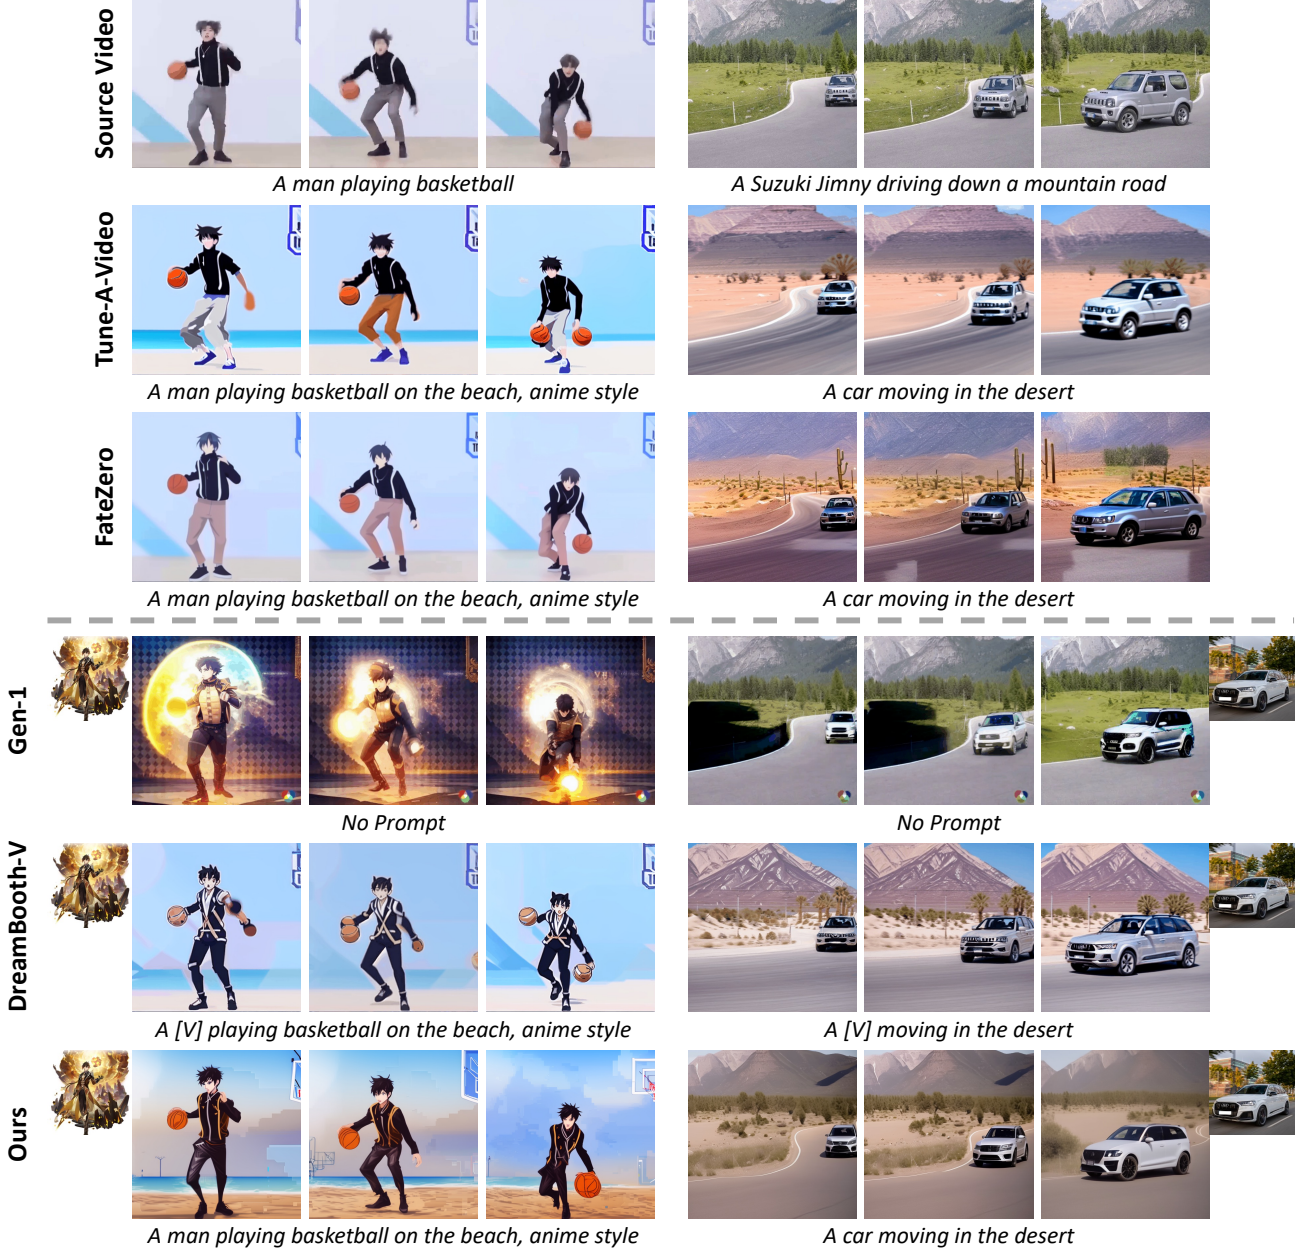 Source Video
A man playing basketball
A Suzuki Jimny driving down a mountain road
Tune-A-Video
A man playing basketball on the beach, anime style
A car moving in the desert
FateZero
A man playing basketball on the beach, anime style
A car moving in the desert
Gen-1
No Prompt
No Prompt
DreamBooth-V
A [V] playing basketball on the beach, anime style
A [V] moving in the desert
Ours
A man playing basketball on the beach, anime style
A car moving in the desert